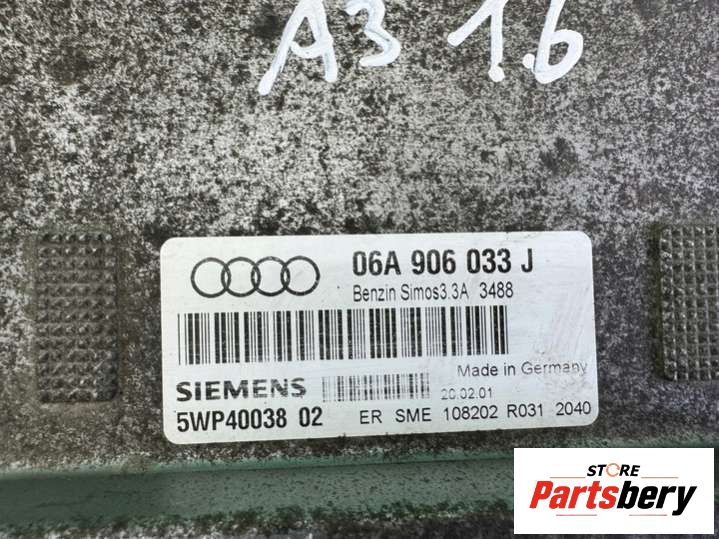 A3 1.6
06A 906 033 J
Benzin Simos3.3A 3488
Made in Germany
SIEMENS
20.02.01
5WP40038 02
ER SME 108202 R031 2040
STORE
Partsbery